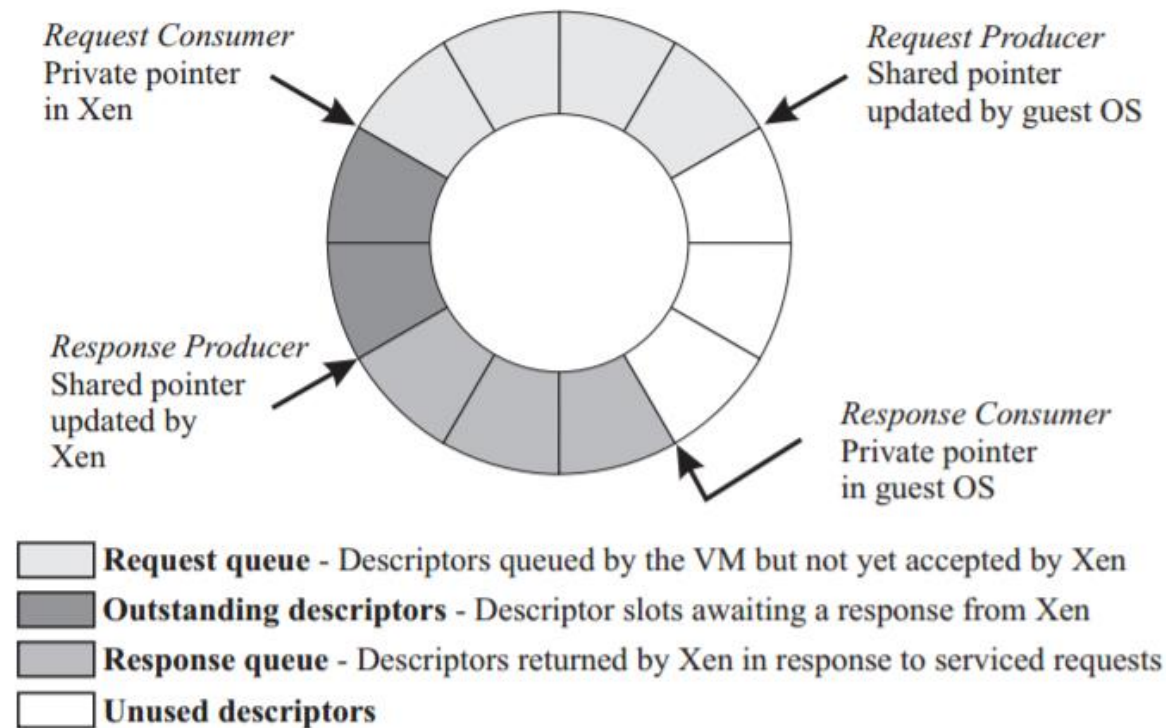 Request Consumer
Private pointer
in Xen
Request Producer
Shared pointer
updated by guest OS
Response Producer
Shared pointer
updated by
Xen
Response Consumer
Private pointer
in guest OS
Request queue - Descriptors queued by the VM but not yet accepted by Xen
Outstanding descriptors - Descriptor slots awaiting a response from Xen
Response queue - Descriptors returned by Xen in response to serviced requests
Unused descriptors